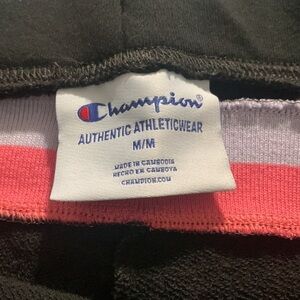 Champion®
AUTHENTIC ATHLETICWEAR
M/M
MADE IN CAMBODIA
HECHO EN CAMBOYA
CHAMPION.COM